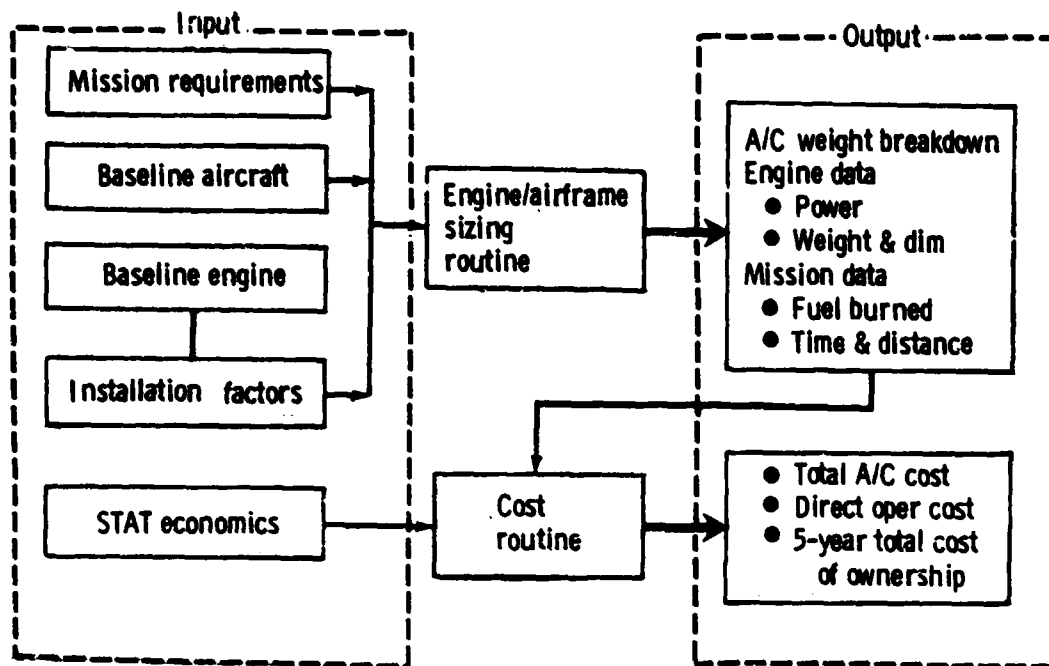 Input
Output
Mission requirements
Baseline aircraft
Baseline engine
Installation factors
STAT economics
Engine/airframe
sizing
routine
Cost
routine
A/C weight breakdown
Engine data
● Power
● Weight & dim
Mission data
● Fuel burned
● Time & distance
● Total A/C cost
● Direct oper cost
● 5-year total cost
of ownership